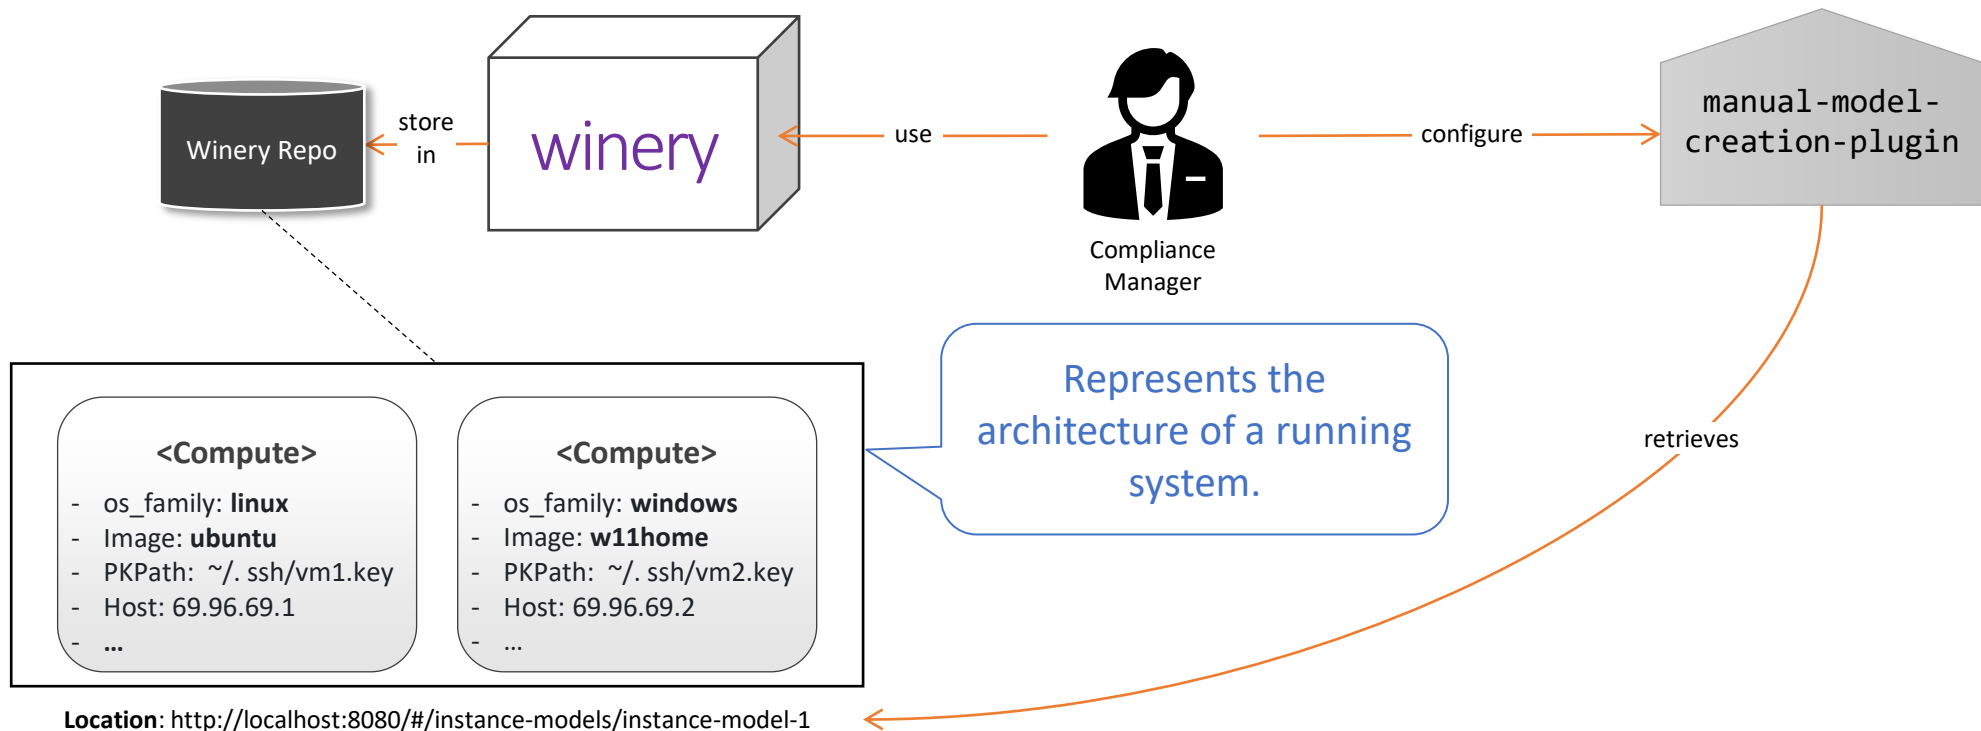 Winery Repo
store
in
winery
use
Compliance
Manager
configure
manual-model-
creation-plugin
retrieves
Represents the
architecture of a running
system.
<Compute>
- os_family: linux
- Image: ubuntu
- PKPath: ~/. ssh/vm1.key
- Host: 69.96.69.1
- ...
<Compute>
- os_family: windows
- Image: w11home
- PKPath: ~/. ssh/vm2.key
- Host: 69.96.69.2
- ...
Location: http://localhost:8080/#/instance-models/instance-model-1